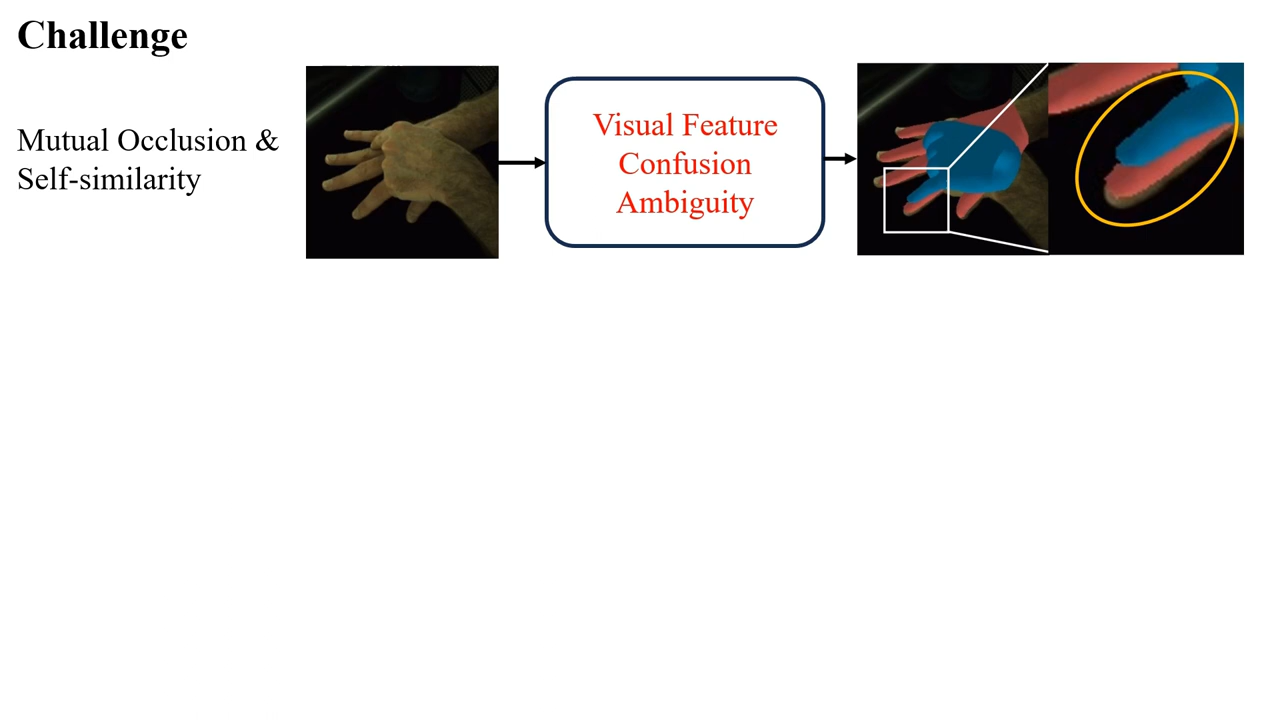 Challenge
Mutual Occlusion &
Self-similarity
Visual Feature
Confusion
Ambiguity